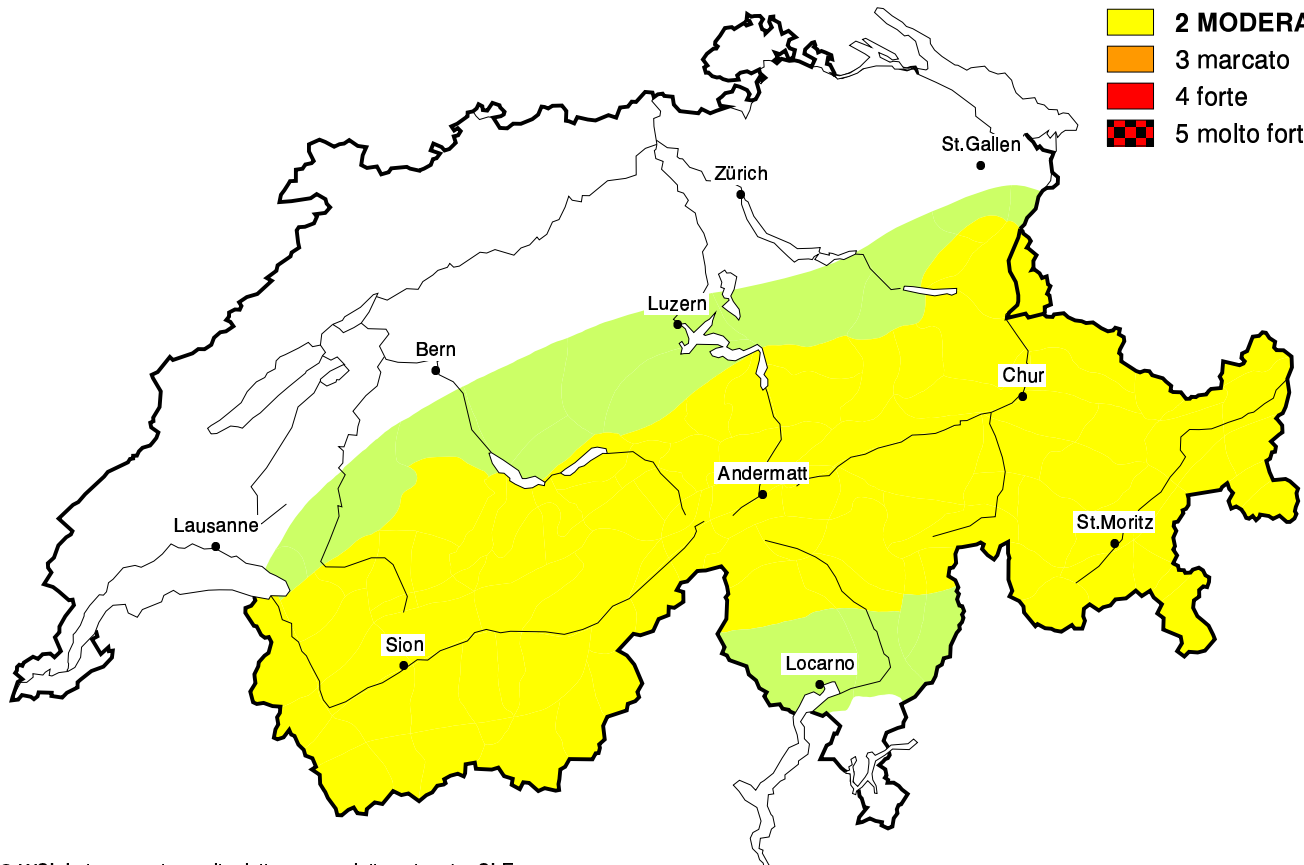 2 MODERA
3 marcato
4 forte
5 molto fort
St.Gallen
Zürich
Luzern
Bern
Chur
Andermatt
Lausanne
St.Moritz
Sion
Locarno